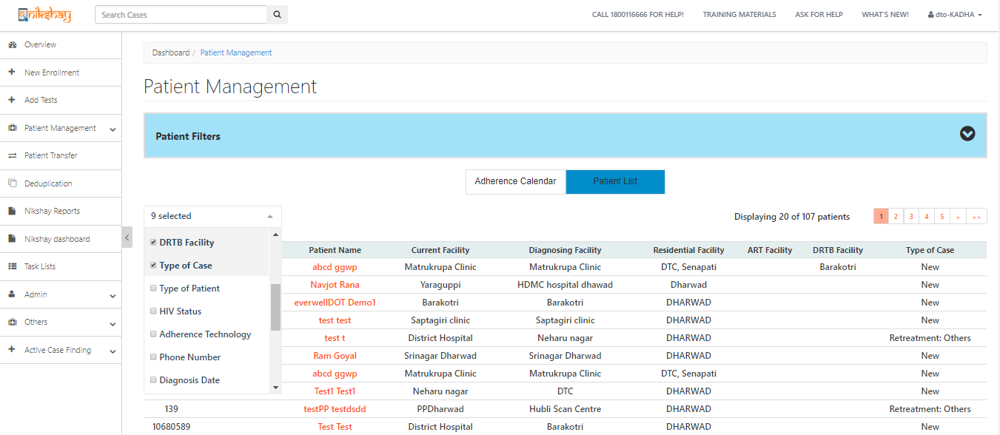 nikshay
Search Cases
CALL 1800116666 FOR HELP! TRAINING MATERIALS ASK FOR HELP WHAT'S NEW! dto-KADHA
Overview
New Enrollment
Add Tests
Patient Management
Patient Transfer
Deduplication
Nikshay Reports
Nikshay dashboard
Task Lists
Admin
Others
Active Case Finding
Dashboard / Patient Management
Patient Management
Patient Filters
Adherence Calendar Patient List
9 selected
Displaying 20 of 107 patients
1 2 3 4 5 > >>
DRTB Facility
Type of Case
Type of Patient
HIV Status
Adherence Technology
Phone Number
Diagnosis Date
Patient Name Current Facility Diagnosing Facility Residential Facility ART Facility DRTB Facility Type of Case
abcd ggwp Matrukrupa Clinic Matrukrupa Clinic DTC, Senapati Barakotri New
Navjot Rana Yaraguppi HDMC hospital dhawad Dharwad New
everwellDOT Demo1 Barakotri Barakotri DHARWAD New
test test Saptagiri clinic Saptagiri clinic DHARWAD New
test t District Hospital Neharu nagar DHARWAD Retreatment: Others
Ram Goyal Srinagar Dharwad Srinagar Dharwad DHARWAD New
abcd ggwp Matrukrupa Clinic Matrukrupa Clinic DTC, Senapati New
Test1 Test1 Neharu nagar DTC DHARWAD New
139 testPP testdsdd PPDharwad Hubli Scan Centre DHARWAD Retreatment: Others
10680589 Test Test District Hospital Barakotri DHARWAD New